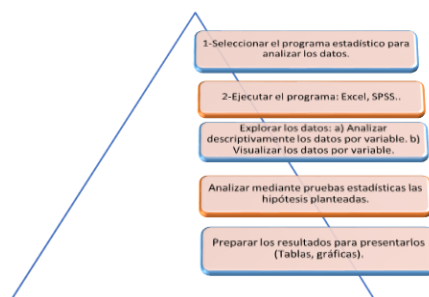 1-Seleccionar el programa estadístico para
analizar los datos.
2-Ejecutar el programa: Excel, SPSS..
Explorar los datos: a) Analizar
descriptivamente los datos por variable. b)
Visualizar los datos por variable.
Analizar mediante pruebas estadísticas las
hipótesis planteadas.
Preparar los resultados para presentarlos
(Tablas, gráficas).